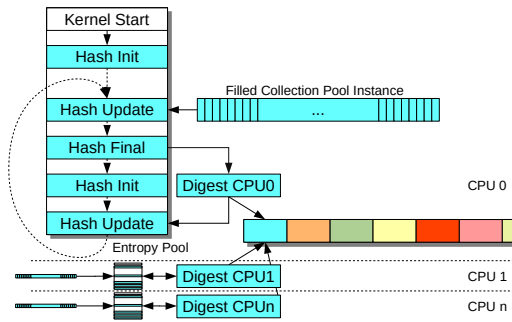 Kernel Start
Hash Init
Filled Collection Pool Instance
Hash Update
...
Hash Final
Hash Init
Digest CPU0
CPU 0
Hash Update
Entropy Pool
Digest CPU1
CPU 1
Digest CPUn
CPU n